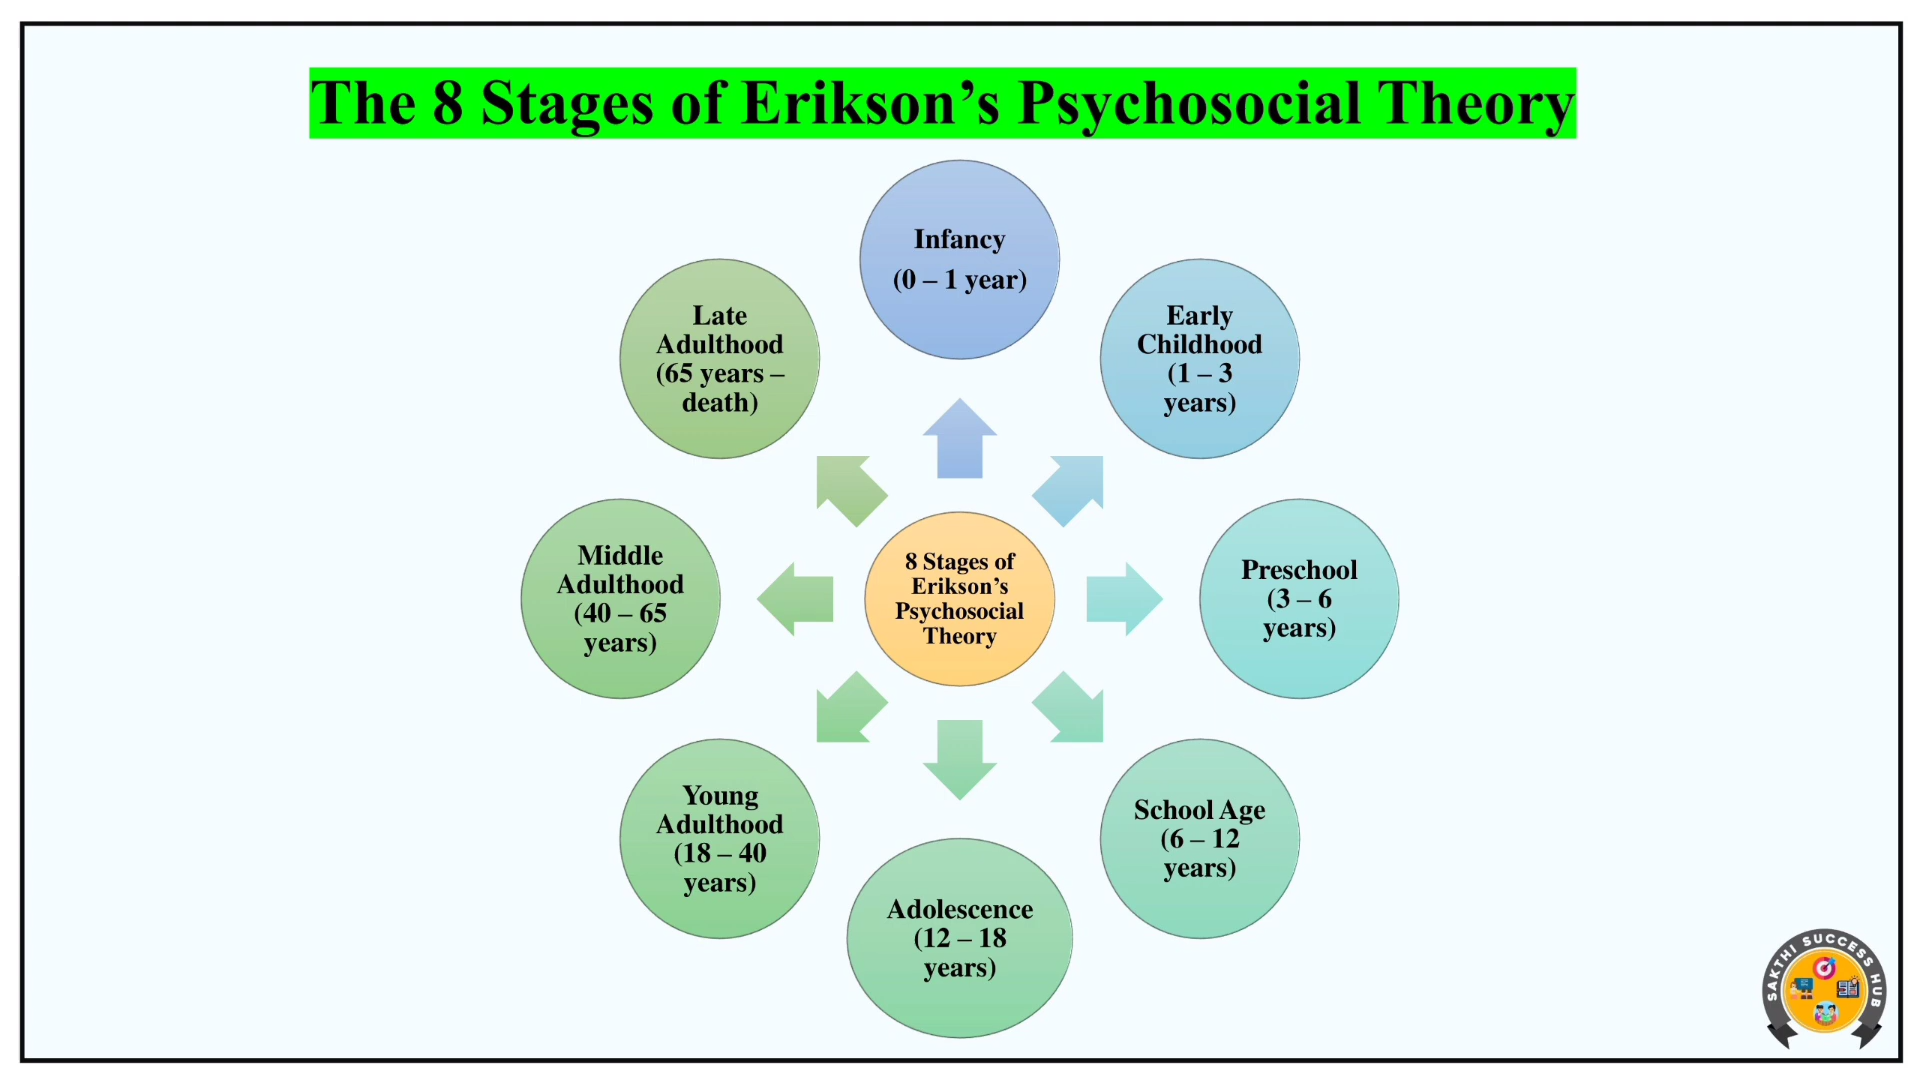 The 8 Stages of Erikson’s Psychosocial Theory
Infancy
(0 – 1 year)
Early
Childhood
(1 – 3
years)
Preschool
(3 – 6
years)
School Age
(6 – 12
years)
Adolescence
(12 – 18
years)
Young
Adulthood
(18 – 40
years)
Middle
Adulthood
(40 – 65
years)
Late
Adulthood
(65 years –
death)
8 Stages of
Erikson’s
Psychosocial
Theory
SAKTHI SUCCESS HUB